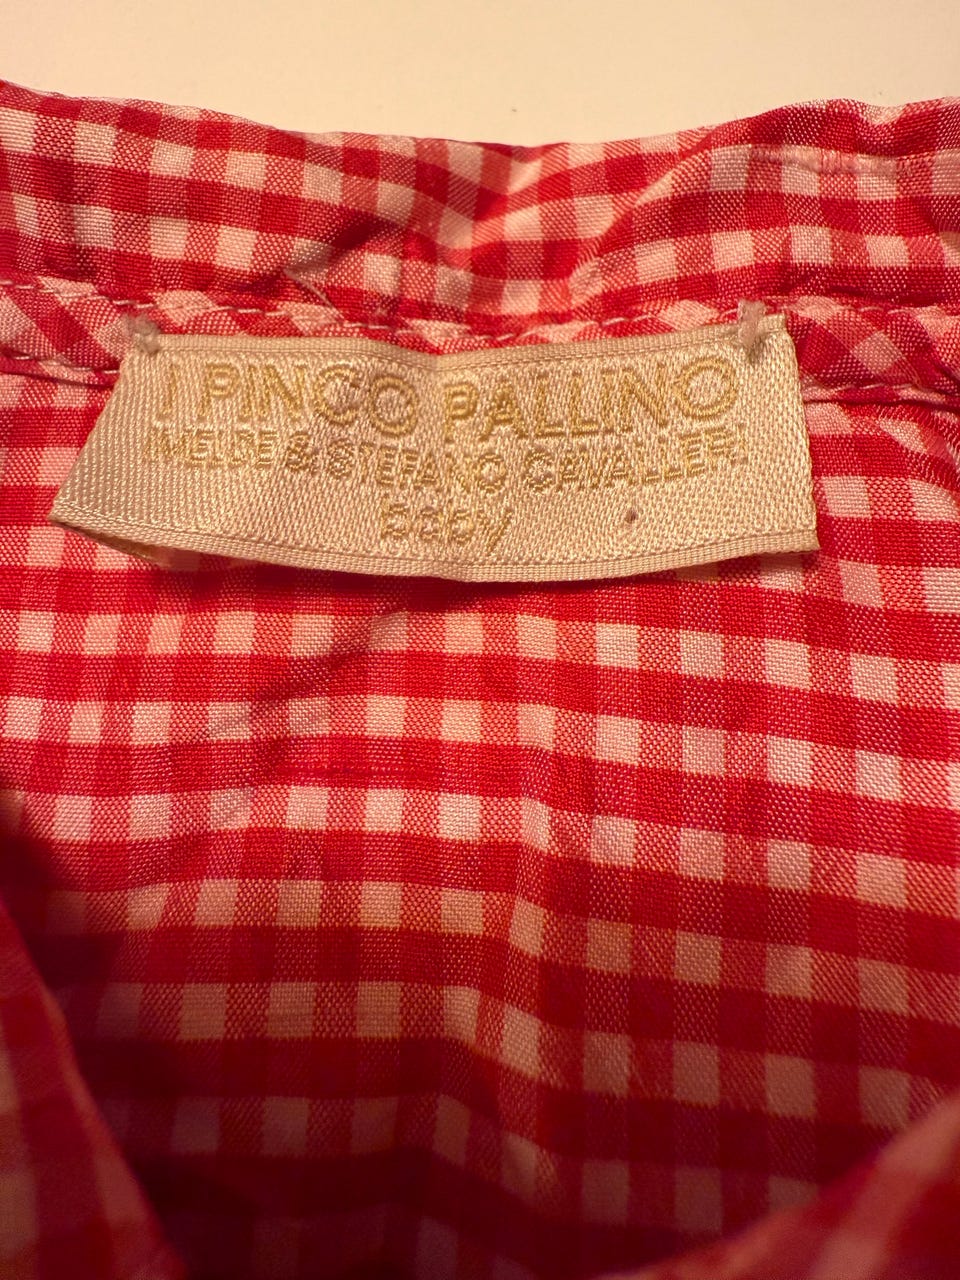 I PINCO PALLINO
IMELDE & STEFANO CAVALLERI
baby